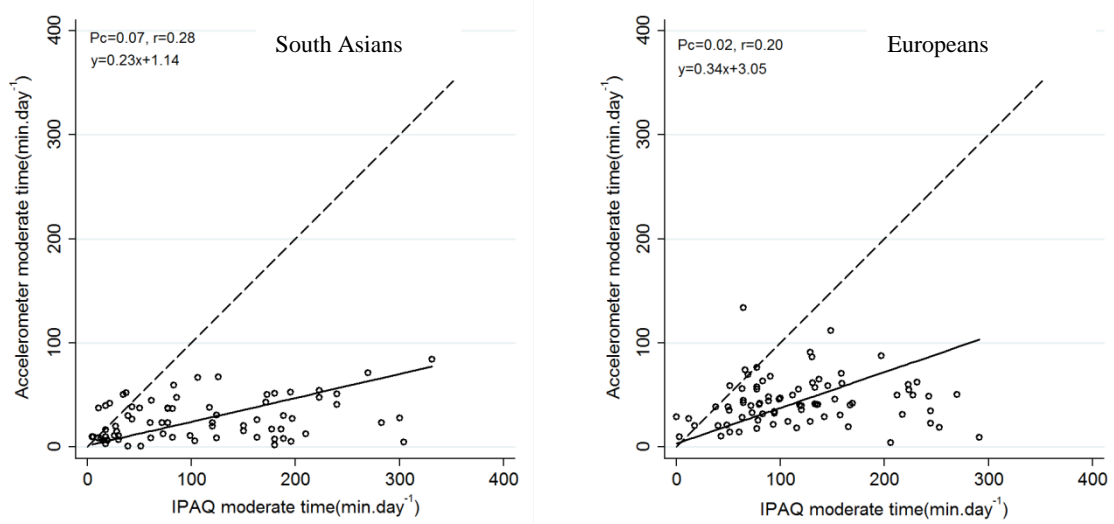 Pc=0.07, r=0.28
y=0.23x+1.14
South Asians
Accelerometer moderate time(min.day-1)
400
300
200
100
0
0 100 200 300 400
IPAQ moderate time(min.day-1)
Pc=0.02, r=0.20
y=0.34x+3.05
Europeans
Accelerometer moderate time(min.day-1)
400
300
200
100
0
0 100 200 300 400
IPAQ moderate time(min.day-1)